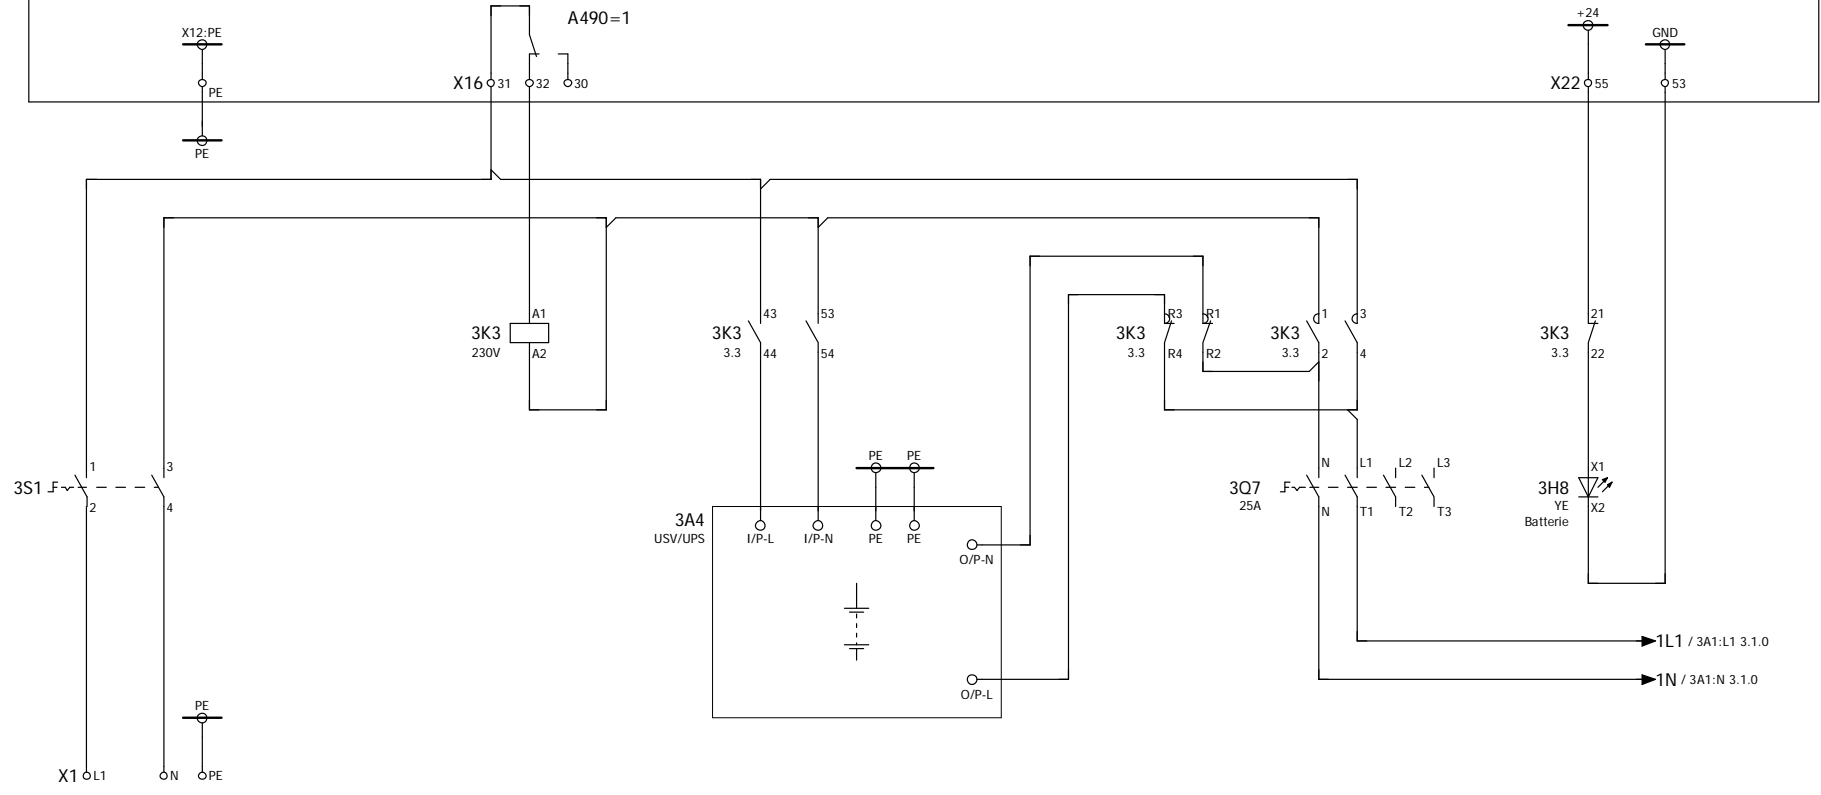 A490=1
X12:PE
+24
GND
X16 31 32 30
X22 55 53
PE
PE
A1
43 53
R3 R1
1 3
21
3K3
3K3
3K3
3K3
3K3
230V
3.3
3.3
3.3
3.3
A2
44 54
R4 R2
2 4
22
PE PE
1 3
N L1 L2 L3
X1
3S1
3Q7
3H8
25A
YE
2 4
N T1 T2 T3
X2
3A4
Batterie
USV/UPS
I/P-L I/P-N PE PE
O/P-N
1L1 / 3A1:L1 3.1.0
1N / 3A1:N 3.1.0
O/P-L
PE
X1 L1 N PE